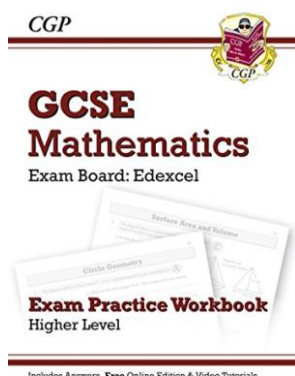 CGP
CGP
GCSE
Mathematics
Exam Board: Edexcel
Surface Area and Volume
Circle Geometry
Exam Practice Workbook
Higher Level
Includes Answers, Free Online Edition & Video Tutorials